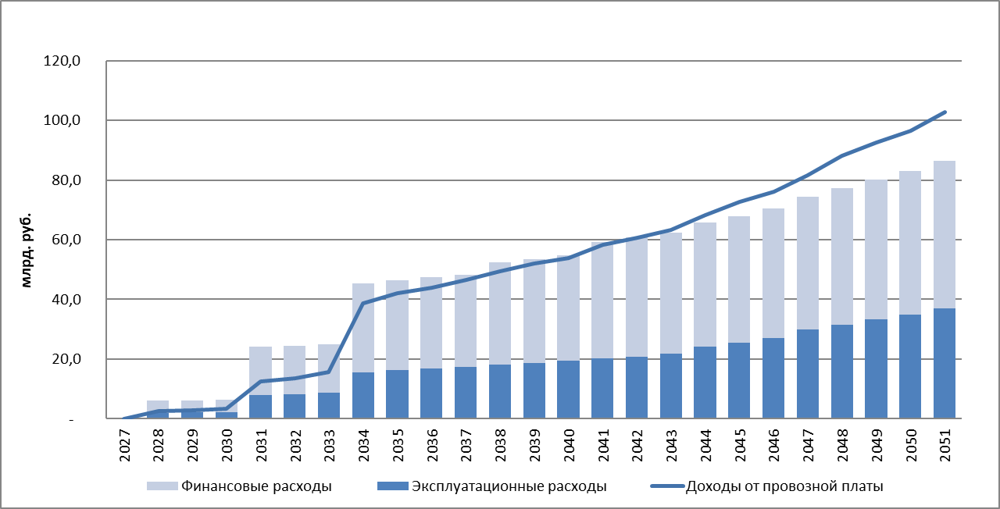 120,0
100,0
80,0
60,0
40,0
20,0
-
млрд. руб.
2027 2028 2029 2030 2031 2032 2033 2034 2035 2036 2037 2038 2039 2040 2041 2042 2043 2044 2045 2046 2047 2048 2049 2050 2051
Финансовые расходы Эксплуатационные расходы Доходы от провозной платы